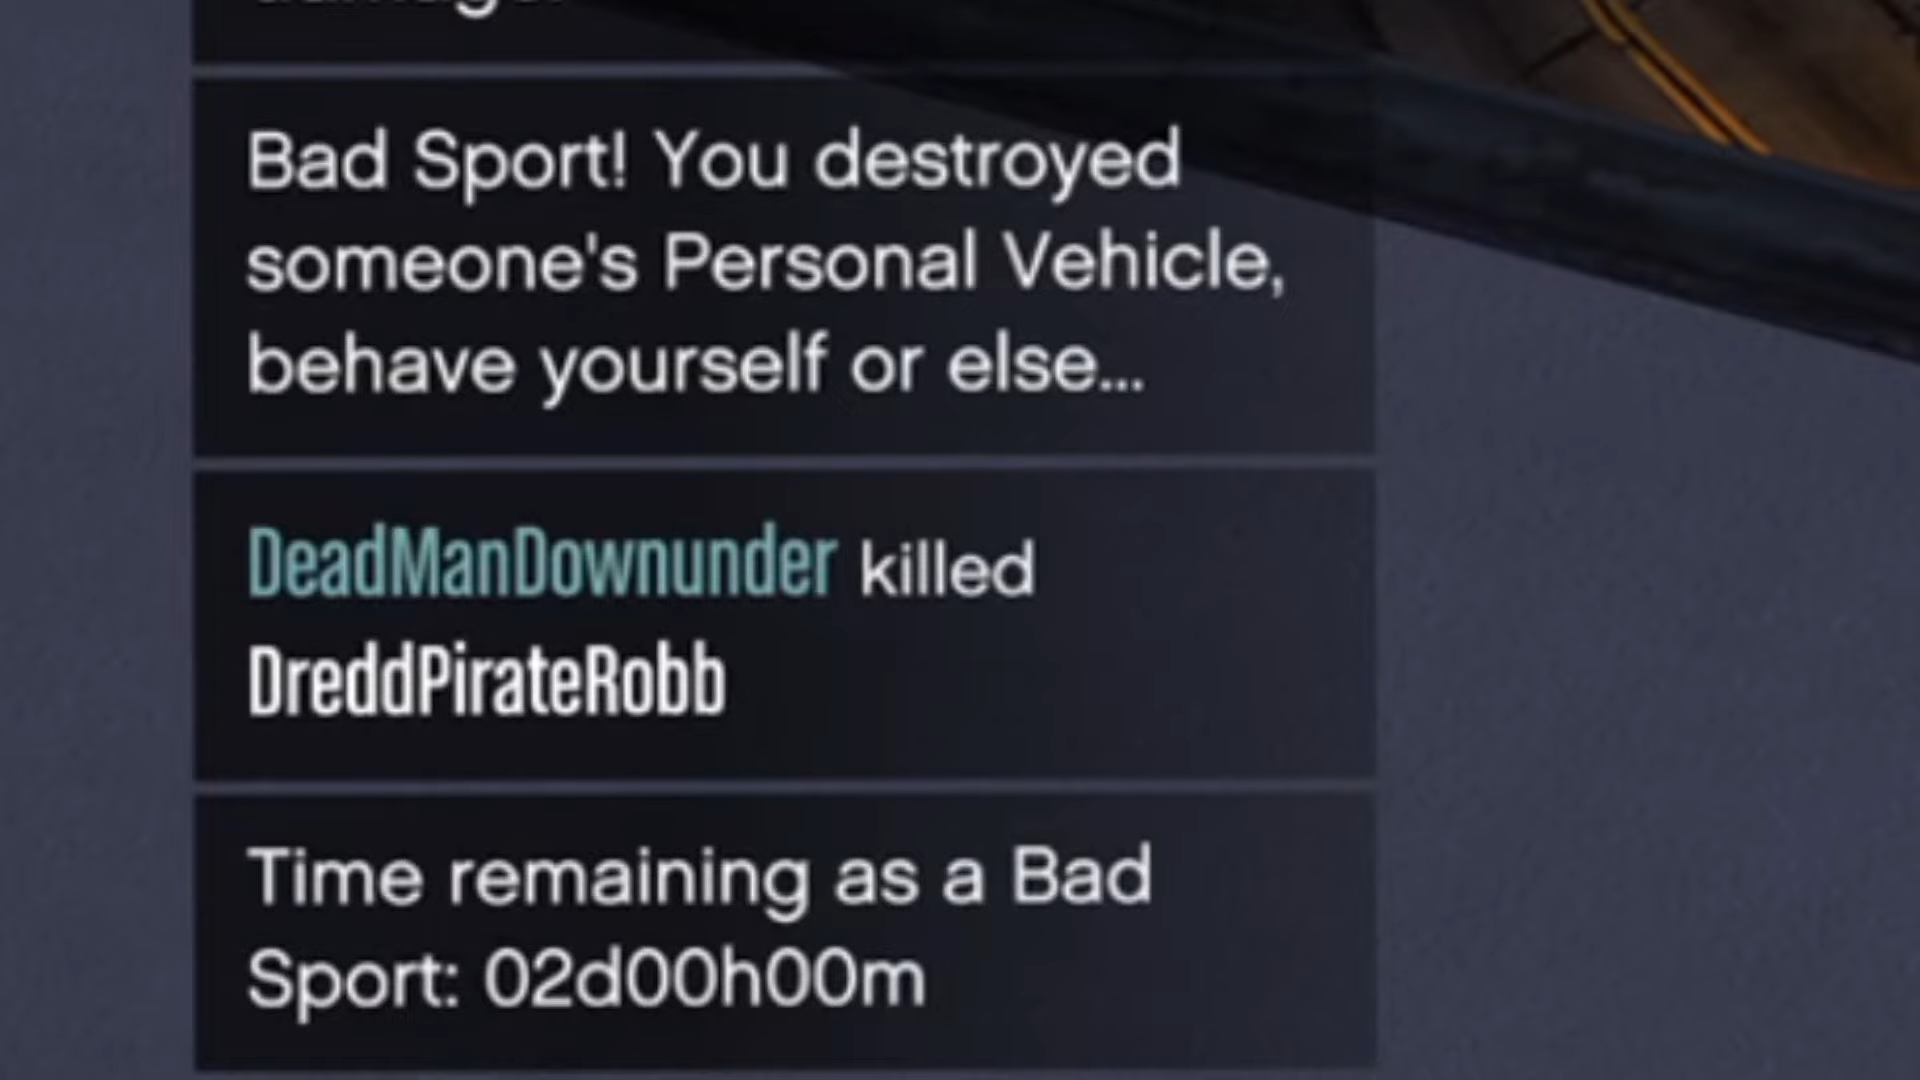 Bad Sport! You destroyed
someone's Personal Vehicle,
behave yourself or else...
DeadManDownunder killed
DreddPirateRobb
Time remaining as a Bad
Sport: 02d00h00m